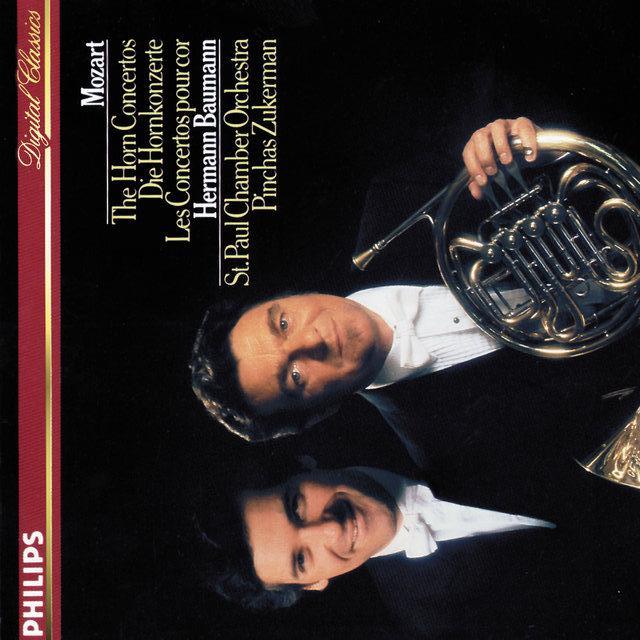 PHILIPS
Digital Classics
Mozart
The Horn Concertos
Die Hornkonzerte
Les Concertos pour cor
Hermann Baumann
St. Paul Chamber Orchestra
Pinchas Zukerman